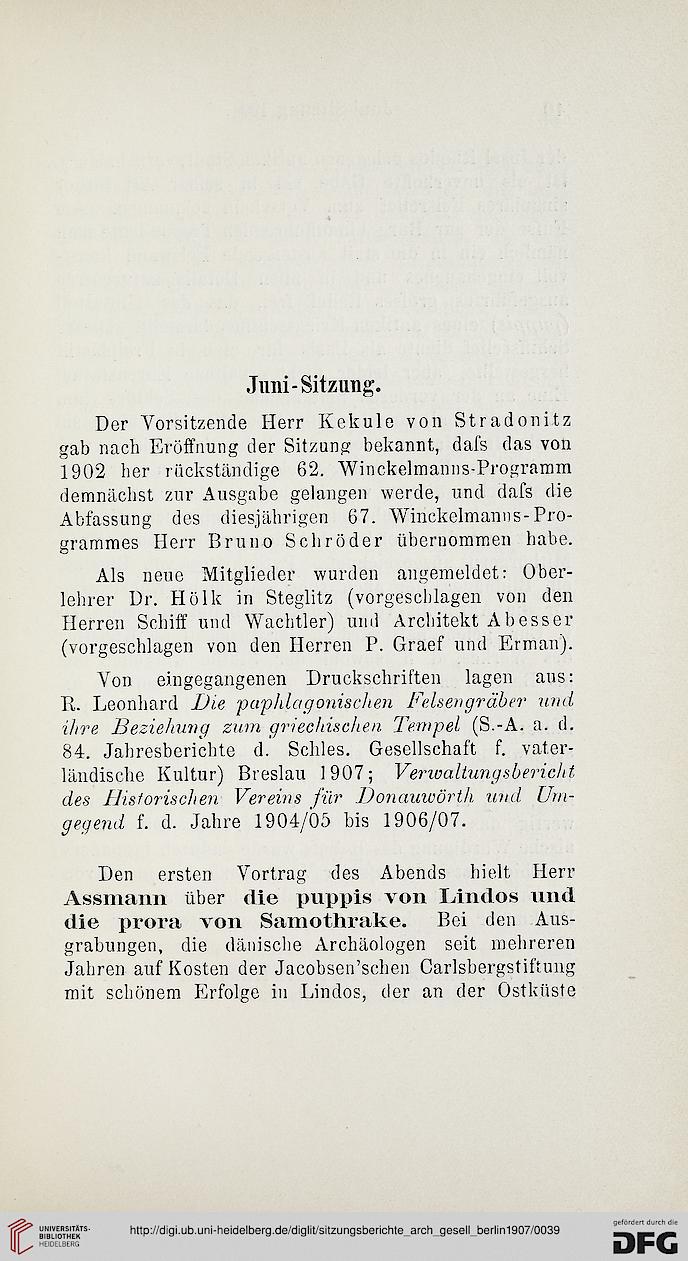 Juni-Sitzung.
Der Vorsitzende Herr Kekule von Stradonitz
gab nach Eröffnung der Sitzung bekannt, daſs das von
1902 her rückständige 62. Winckelmanns-Programm
demnächst zur Ausgabe gelangen werde, und daſs die
Abfassung des diesjährigen 67. Winckelmanns-Pro-
grammes Herr Bruno Schröder übernommen habe.
Als neue Mitglieder wurden angemeldet: Ober-
lehrer Dr. Hölk in Steglitz (vorgeschlagen von den
Herren Schiff und Wachtler) und Architekt Abesser
(vorgeschlagen von den Herren P. Graef und Erman).
Von eingegangenen Druckschriften lagen aus:
R. Leonhard Die paphlagonischen Felsengräber und
ihre Beziehung zum griechischen Tempel (S.-A. a. d.
84. Jahresberichte d. Schles. Gesellschaft f. vater-
ländische Kultur) Breslau 1907; Verwaltungsbericht
des Historischen Vereins für Donauwörth und Um-
gegend f. d. Jahre 1904/05 bis 1906/07.
Den ersten Vortrag des Abends hielt Herr
Assmann über die puppis von Lindos und
die prora von Samothrake. Bei den Aus-
grabungen, die dänische Archäologen seit mehreren
Jahren auf Kosten der Jacobsen'schen Carlsbergstiftung
mit schönem Erfolge in Lindos, der an der Ostküste
UNIVERSITÄTS-
BIBLIOTHEK
HEIDELBERG
http://digi.ub.uni-heidelberg.de/diglit/sitzungsberichte_arch_gesell_berlin1907/0039
gefördert durch die
DFG